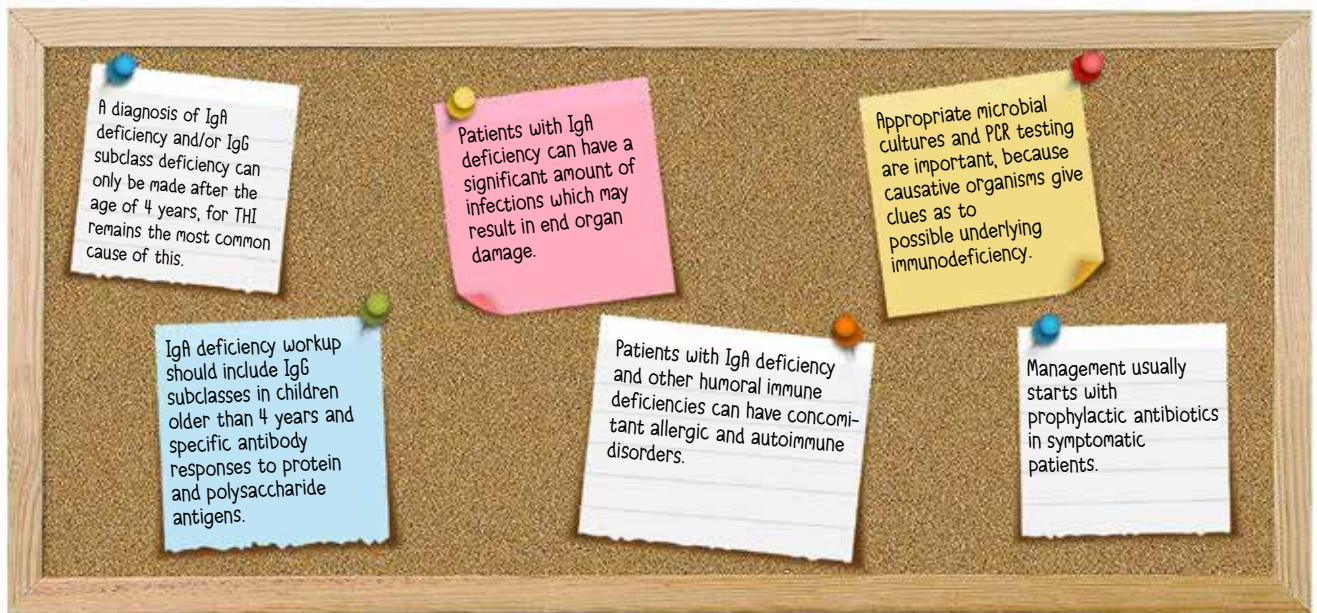 A diagnosis of IgA
deficiency and/or IgG
subclass deficiency can
only be made after the
age of 4 years, for THI
remains the most common
cause of this.
Patients with IgA
deficiency can have a
significant amount of
infections which may
result in end organ
damage.
Appropriate microbial
cultures and PCR testing
are important, because
causative organisms give
clues as to
possible underlying
immunodeficiency.
IgA deficiency workup
should include IgG
subclasses in children
older than 4 years and
specific antibody
responses to protein
and polysaccharide
antigens.
Patients with IgA deficiency
and other humoral immune
deficiencies can have concomi-
tant allergic and autoimmune
disorders.
Management usually
starts with
prophylactic antibiotics
in symptomatic
patients.